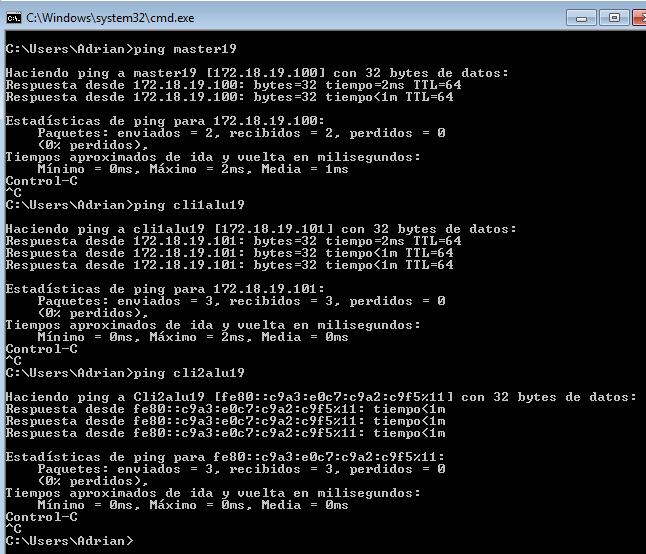 C:\Windows\system32\cmd.exe
C:\Users\Adrian>ping master19
Haciendo ping a master19 [172.18.19.100] con 32 bytes de datos:
Respuesta desde 172.18.19.100: bytes=32 tiempo=2ms TTL=64
Respuesta desde 172.18.19.100: bytes=32 tiempo<1m TTL=64
Estadísticas de ping para 172.18.19.100:
Paquetes: enviados = 2, recibidos = 2, perdidos = 0
(0% perdidos),
Tiempos aproximados de ida y vuelta en milisegundos:
Mínimo = 0ms, Máximo = 2ms, Media = 1ms
Control-C
^C
C:\Users\Adrian>ping cli1alu19
Haciendo ping a cli1alu19 [172.18.19.101] con 32 bytes de datos:
Respuesta desde 172.18.19.101: bytes=32 tiempo=2ms TTL=64
Respuesta desde 172.18.19.101: bytes=32 tiempo<1m TTL=64
Respuesta desde 172.18.19.101: bytes=32 tiempo<1m TTL=64
Estadísticas de ping para 172.18.19.101:
Paquetes: enviados = 3, recibidos = 3, perdidos = 0
(0% perdidos),
Tiempos aproximados de ida y vuelta en milisegundos:
Mínimo = 0ms, Máximo = 2ms, Media = 0ms
Control-C
^C
C:\Users\Adrian>ping cli2alu19
Haciendo ping a Cli2alu19 [fe80::c9a3:e0c7:c9a2:c9f5%11] con 32 bytes de datos:
Respuesta desde fe80::c9a3:e0c7:c9a2:c9f5%11: tiempo<1m
Respuesta desde fe80::c9a3:e0c7:c9a2:c9f5%11: tiempo<1m
Respuesta desde fe80::c9a3:e0c7:c9a2:c9f5%11: tiempo<1m
Estadísticas de ping para fe80::c9a3:e0c7:c9a2:c9f5%11:
Paquetes: enviados = 3, recibidos = 3, perdidos = 0
(0% perdidos),
Tiempos aproximados de ida y vuelta en milisegundos:
Mínimo = 0ms, Máximo = 0ms, Media = 0ms
Control-C
^C
C:\Users\Adrian>